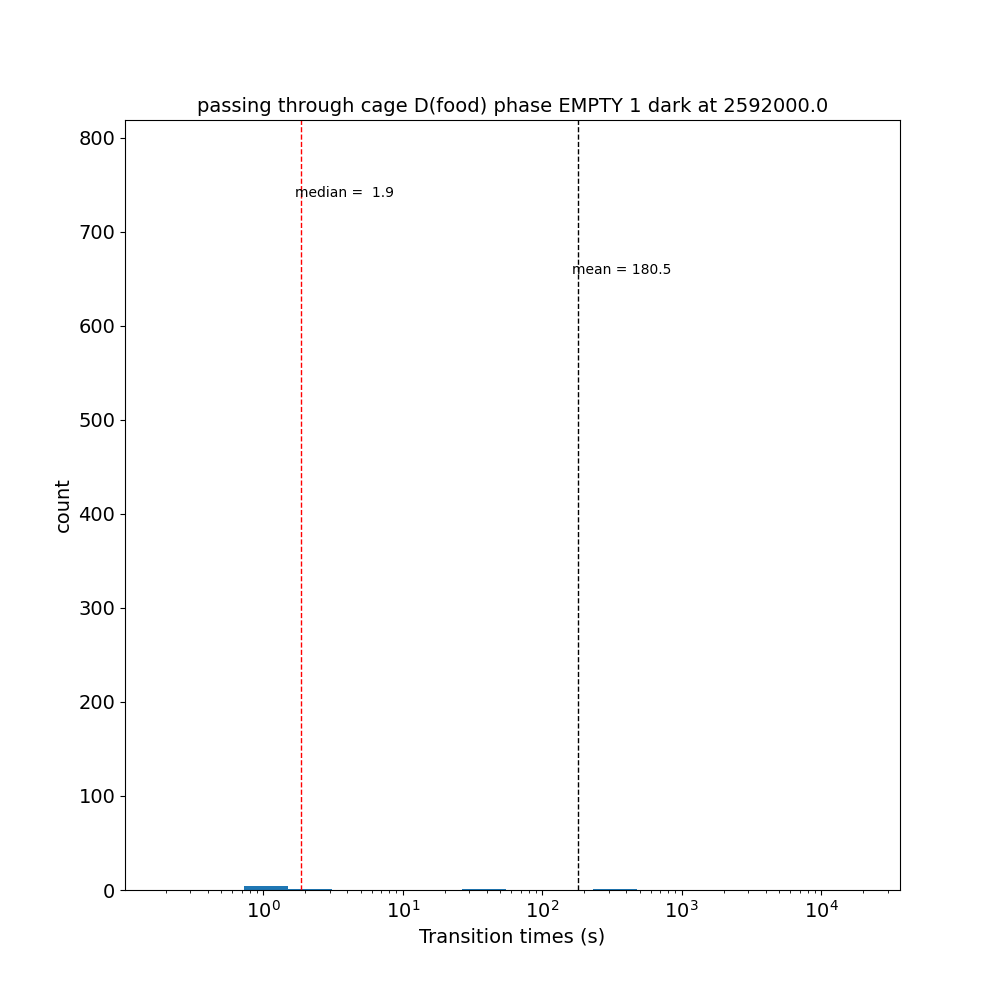 passing through cage D(food) phase EMPTY 1 dark at 2592000.0
800
median =  1.9
700
mean = 180.5
600
500
count
400
300
200
100
0
10⁰ 10¹ 10² 10³ 10⁴
Transition times (s)